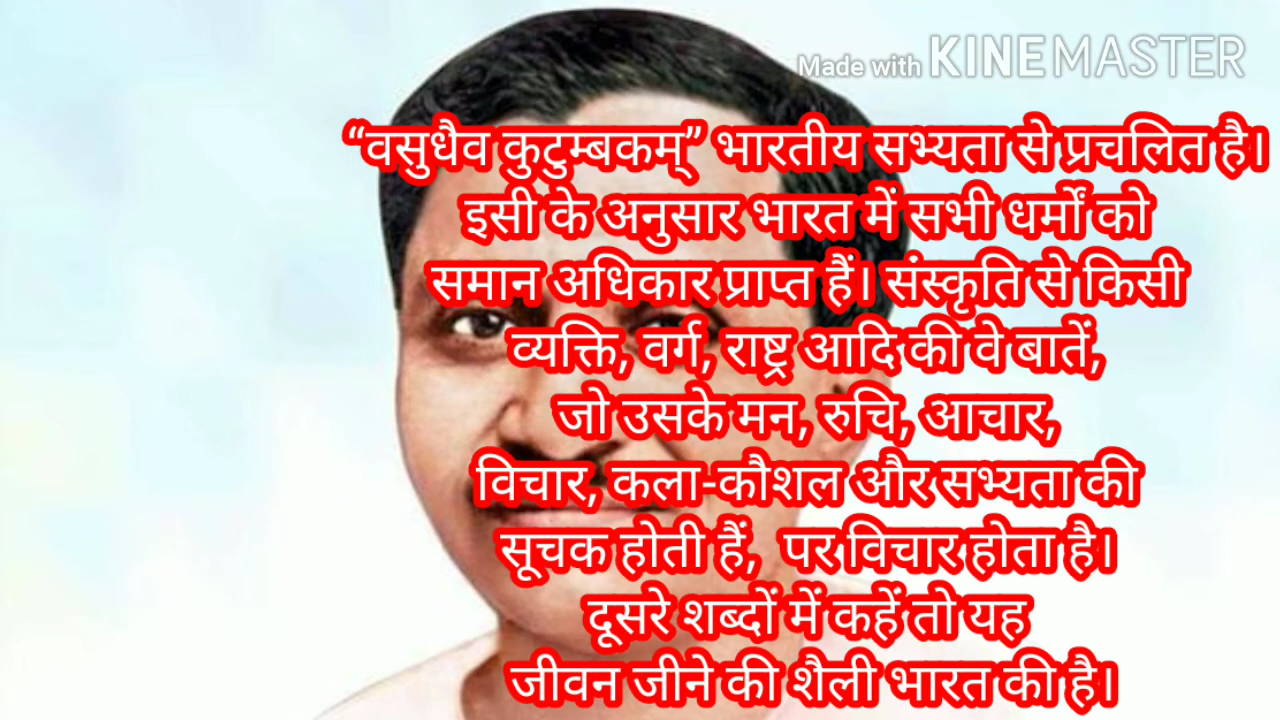 Made with KINEMASTER
“वसुधैव कुटुम्बकम्” भारतीय सभ्यता से प्रचलित है।
इसी के अनुसार भारत में सभी धर्मों को
समान अधिकार प्राप्त हैं। संस्कृति से किसी
व्यक्ति, वर्ग, राष्ट्र आदि की वे बातें,
जो उसके मन, रुचि, आचार,
विचार, कला-कौशल और सभ्यता की
सूचक होती हैं, पर विचार होता है।
दूसरे शब्दों में कहें तो यह
जीवन जीने की शैली भारत की है।